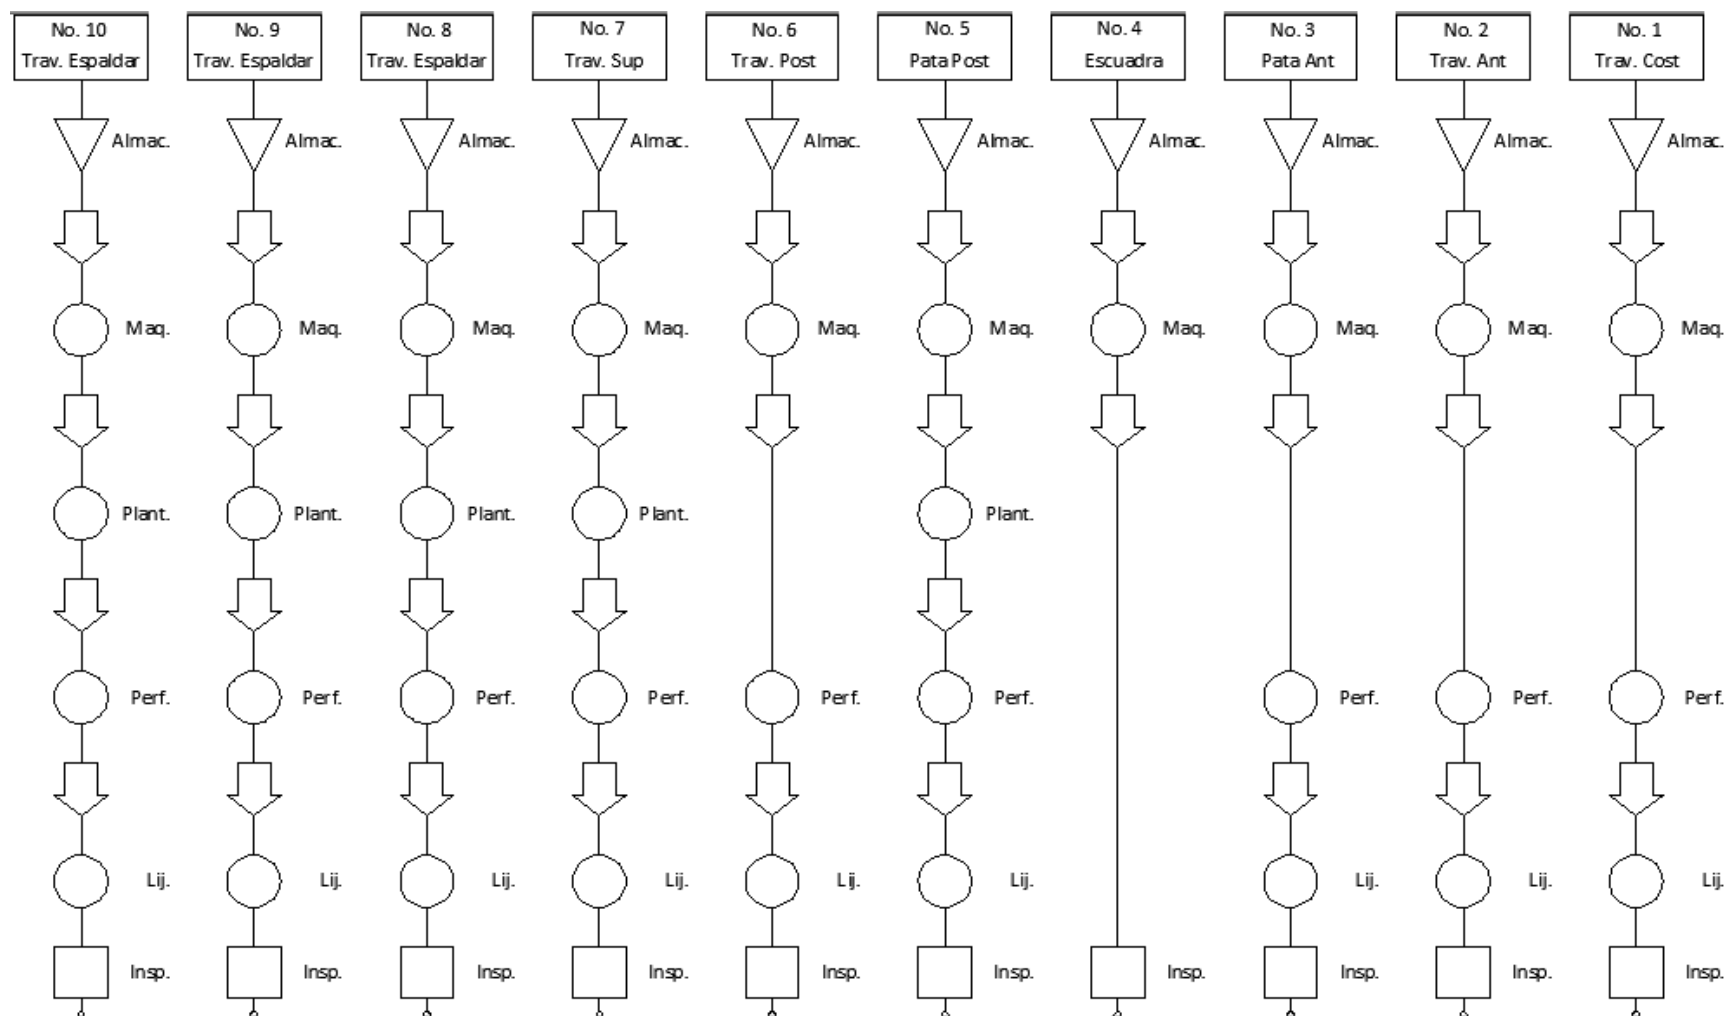 No. 10
Trav. Espaldar
No. 9
Trav. Espaldar
No. 8
Trav. Espaldar
No. 7
Trav. Sup
No. 6
Trav. Post
No. 5
Pata Post
No. 4
Escuadra
No. 3
Pata Ant
No. 2
Trav. Ant
No. 1
Trav. Cost
Almac.
Almac.
Almac.
Almac.
Almac.
Almac.
Almac.
Almac.
Almac.
Almac.
Maq.
Maq.
Maq.
Maq.
Maq.
Maq.
Maq.
Maq.
Maq.
Maq.
Plant.
Plant.
Plant.
Plant.
Plant.
Perf.
Perf.
Perf.
Perf.
Perf.
Perf.
Perf.
Perf.
Perf.
Lij.
Lij.
Lij.
Lij.
Lij.
Lij.
Lij.
Lij.
Lij.
Insp.
Insp.
Insp.
Insp.
Insp.
Insp.
Insp.
Insp.
Insp.
Insp.